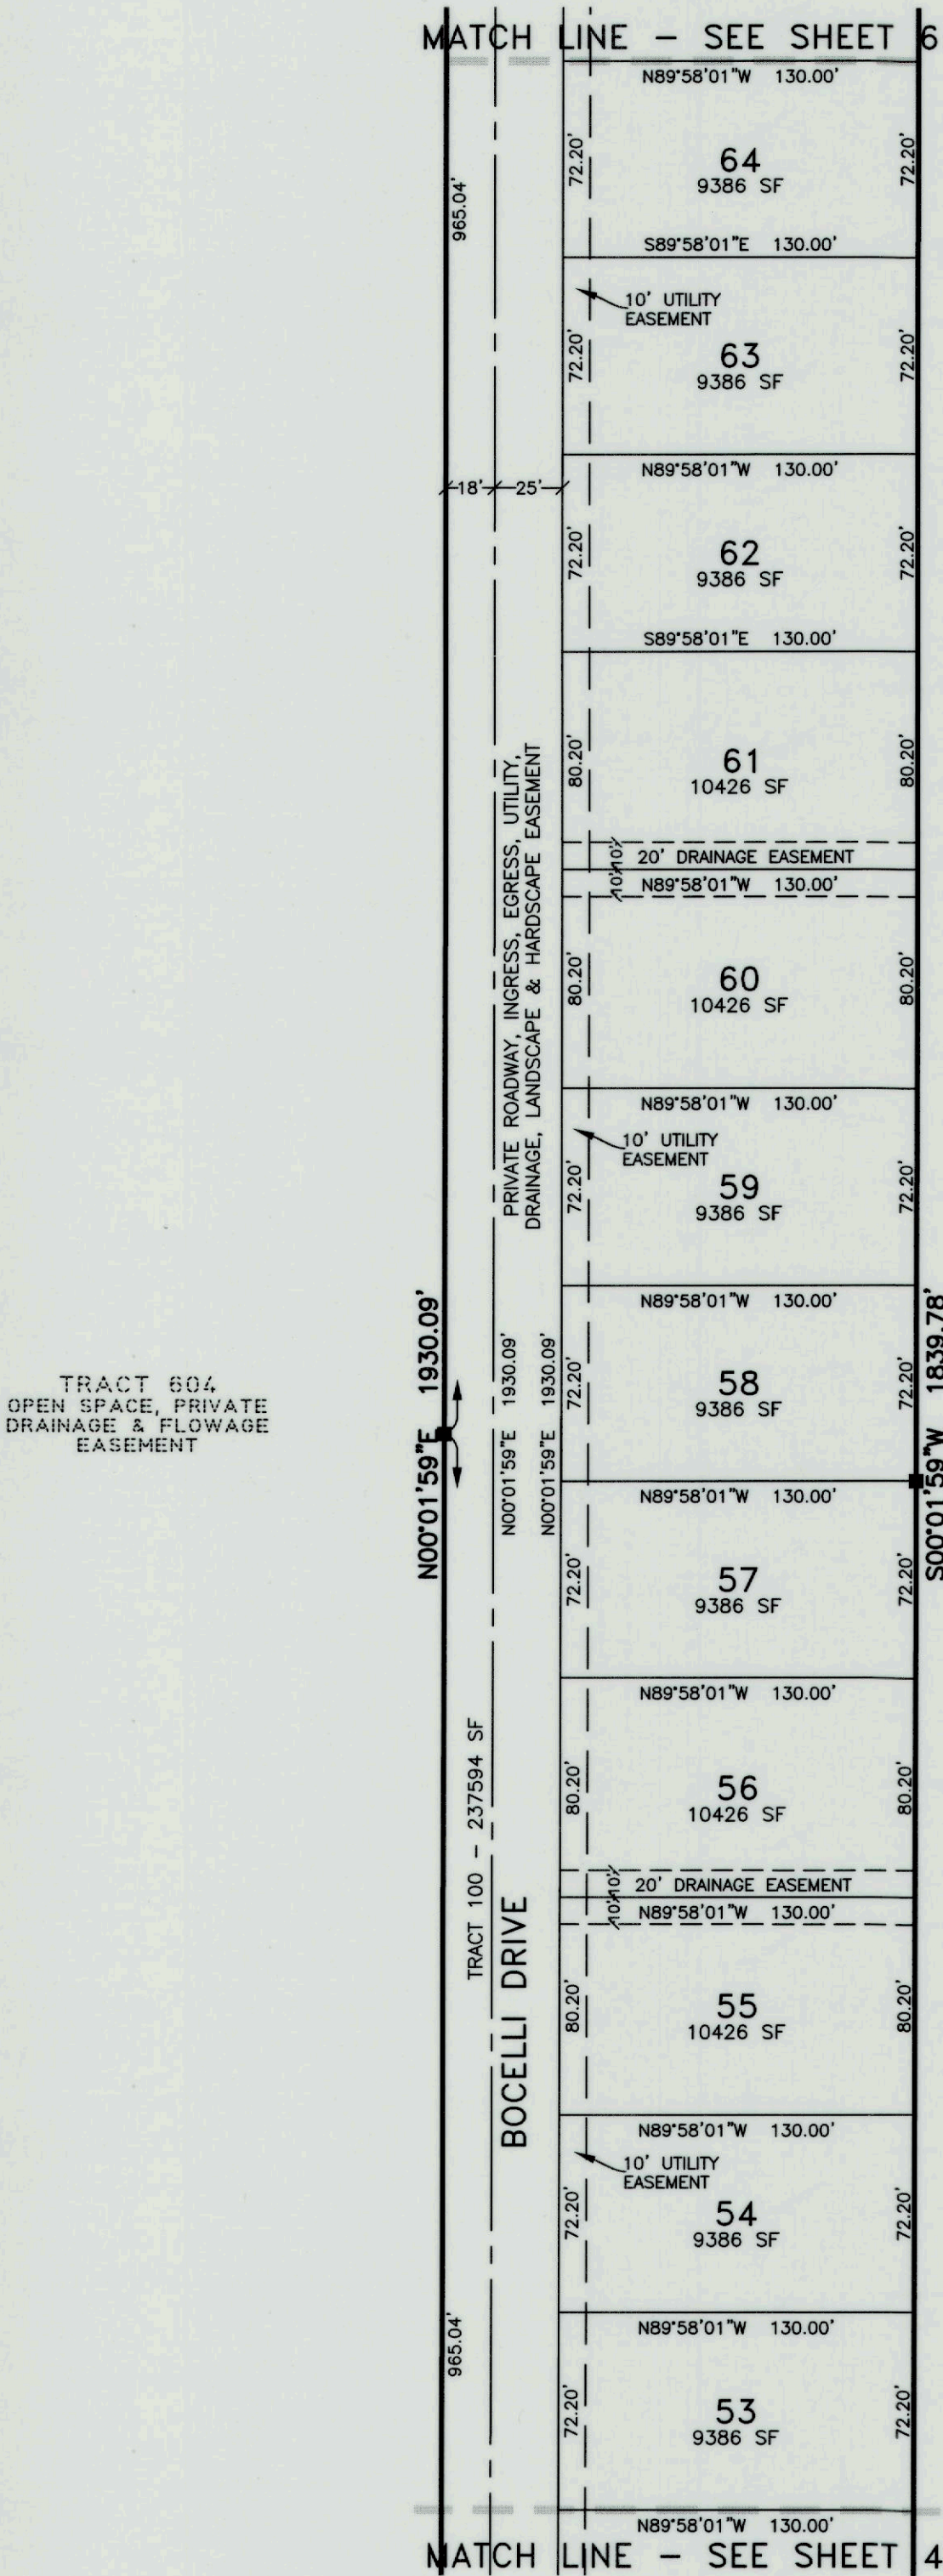 MATCH LINE - SEE SHEET 6
N89°58'01"W 130.00'
965.04'
72.20'
64
9386 SF
72.20'
S89°58'01"E 130.00'
10' UTILITY
EASEMENT
72.20'
63
9386 SF
72.20'
N89°58'01"W 130.00'
18' 25'
72.20'
62
9386 SF
72.20'
S89°58'01"E 130.00'
80.20'
61
10426 SF
80.20'
10' 10'
20' DRAINAGE EASEMENT
N89°58'01"W 130.00'
PRIVATE ROADWAY, INGRESS, EGRESS, UTILITY,
DRAINAGE, LANDSCAPE & HARDSCAPE EASEMENT
80.20'
60
10426 SF
80.20'
N89°58'01"W 130.00'
10' UTILITY
EASEMENT
72.20'
59
9386 SF
72.20'
N89°58'01"W 130.00'
TRACT 604
OPEN SPACE, PRIVATE
DRAINAGE & FLOWAGE
EASEMENT
N00°01'59"E 1930.09'
N00°01'59"E 1930.09'
N00°01'59"E 1930.09'
72.20'
58
9386 SF
72.20'
S00°01'59"W 1839.78'
N89°58'01"W 130.00'
72.20'
57
9386 SF
72.20'
N89°58'01"W 130.00'
TRACT 100 - 237594 SF
80.20'
56
10426 SF
80.20'
10' 10'
20' DRAINAGE EASEMENT
N89°58'01"W 130.00'
BOCELLI DRIVE
80.20'
55
10426 SF
80.20'
N89°58'01"W 130.00'
10' UTILITY
EASEMENT
72.20'
54
9386 SF
72.20'
N89°58'01"W 130.00'
965.04'
72.20'
53
9386 SF
72.20'
N89°58'01"W 130.00'
MATCH LINE - SEE SHEET 4